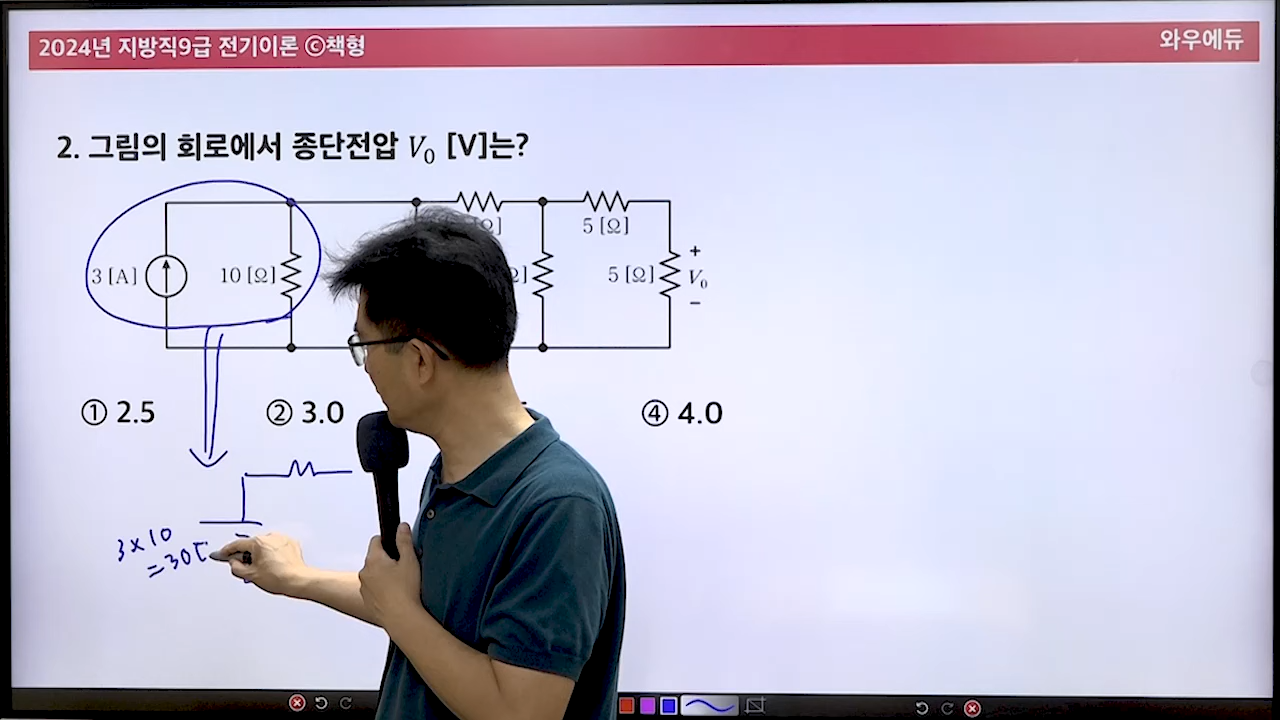 2024년 지방직9급 전기이론 ⓒ책형
와우에듀
2. 그림의 회로에서 종단전압 V₀ [V]는?
3 [A]
10 [Ω]
Ω]
5 [Ω]
Ω]
5 [Ω]
+
V₀
−
① 2.5
② 3.0
④ 4.0
3×10
=30[